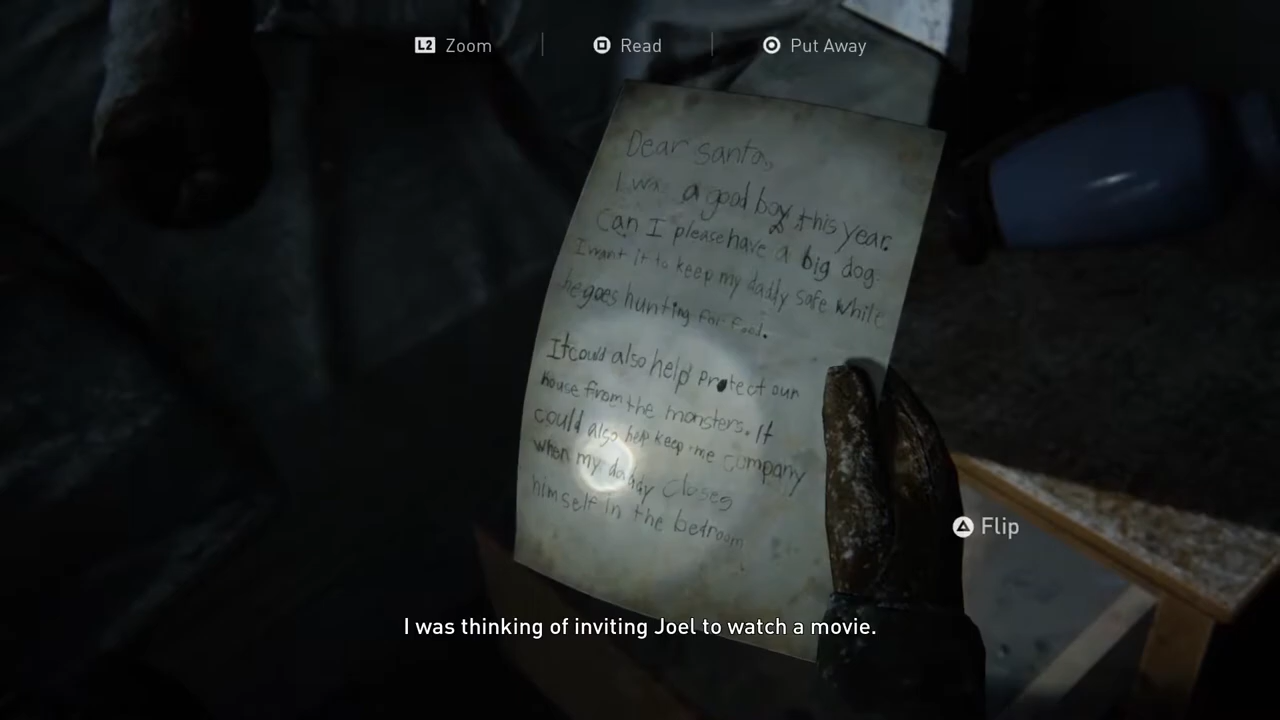 L2 Zoom Read Put Away
Dear Santa,
I was a good boy this year.
Can I please have a big dog.
I want it to keep my daddy safe while
he goes hunting for food.
It could also help protect our
house from the monsters. It
could also help keep me company
when my daddy closes
himself in the bedroom
Flip
I was thinking of inviting Joel to watch a movie.